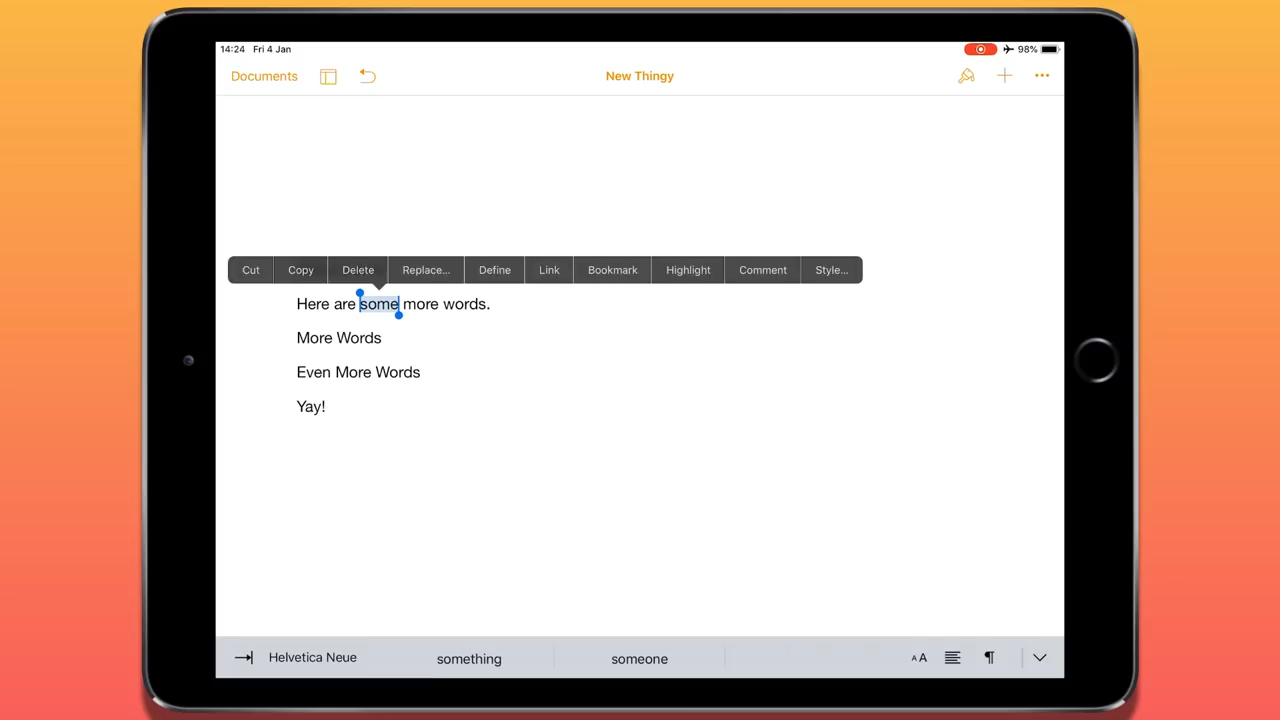 14:24 Fri 4 Jan 98%
Documents New Thingy
Cut Copy Delete Replace... Define Link Bookmark Highlight Comment Style...
Here are some more words.
More Words
Even More Words
Yay!
Helvetica Neue something someone AA